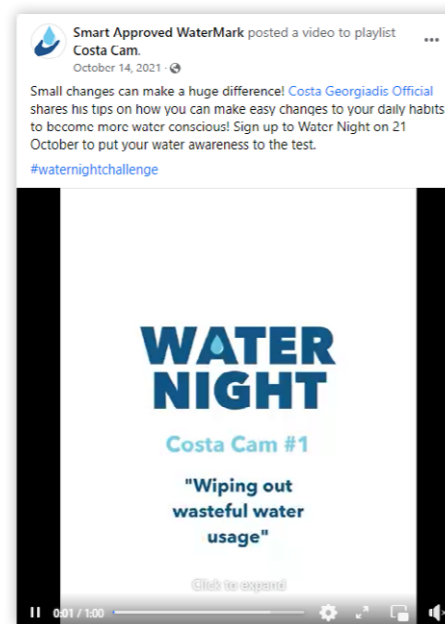 Smart Approved WaterMark posted a video to playlist
Costa Cam.
October 14, 2021 ·
Small changes can make a huge difference! Costa Georgiadis Official
shares his tips on how you can make easy changes to your daily habits
to become more water conscious! Sign up to Water Night on 21
October to put your water awareness to the test.
#waternightchallenge
WATER
NIGHT
Costa Cam #1
"Wiping out
wasteful water
usage"
Click to expand
0:01 / 1:00